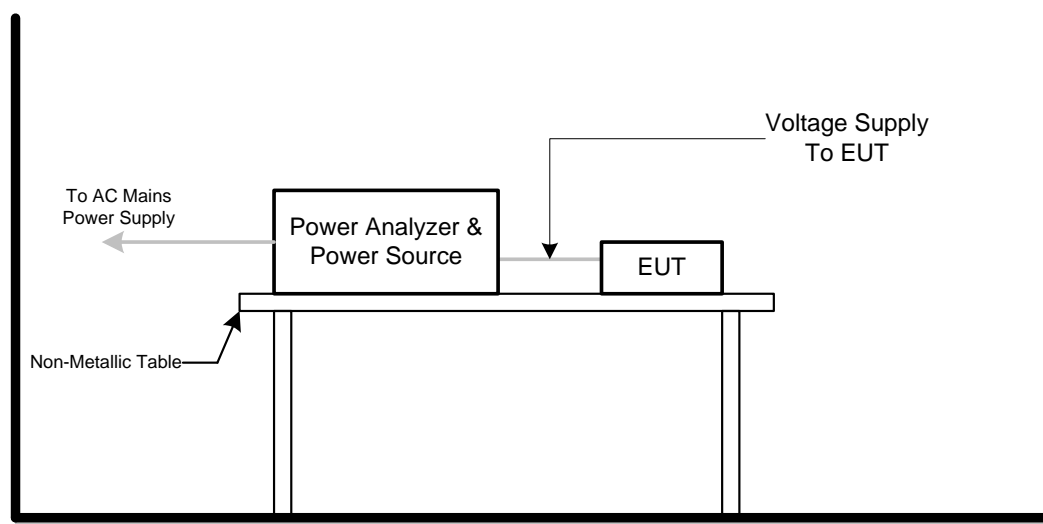 Voltage Supply
To EUT
To AC Mains
Power Supply
Power Analyzer &
Power Source
EUT
Non-Metallic Table